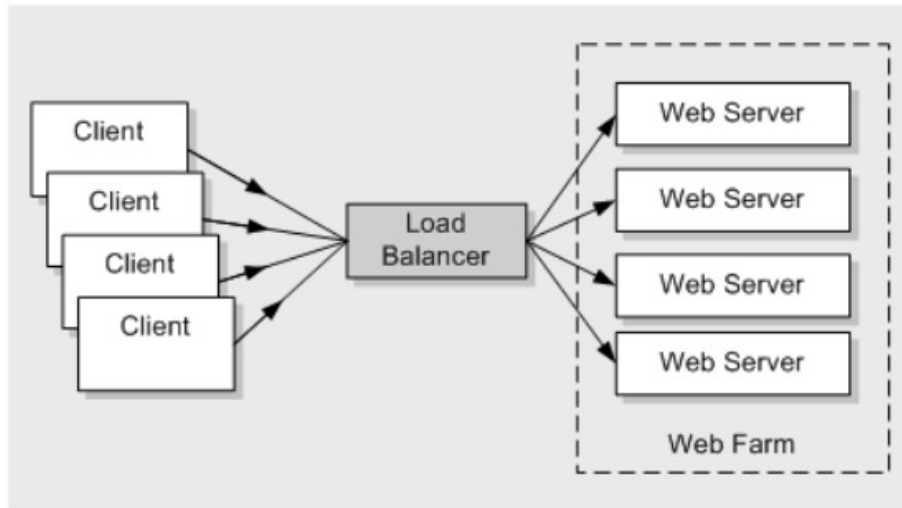 Client
Client
Client
Client
Load
Balancer
Web Server
Web Server
Web Server
Web Server
Web Farm